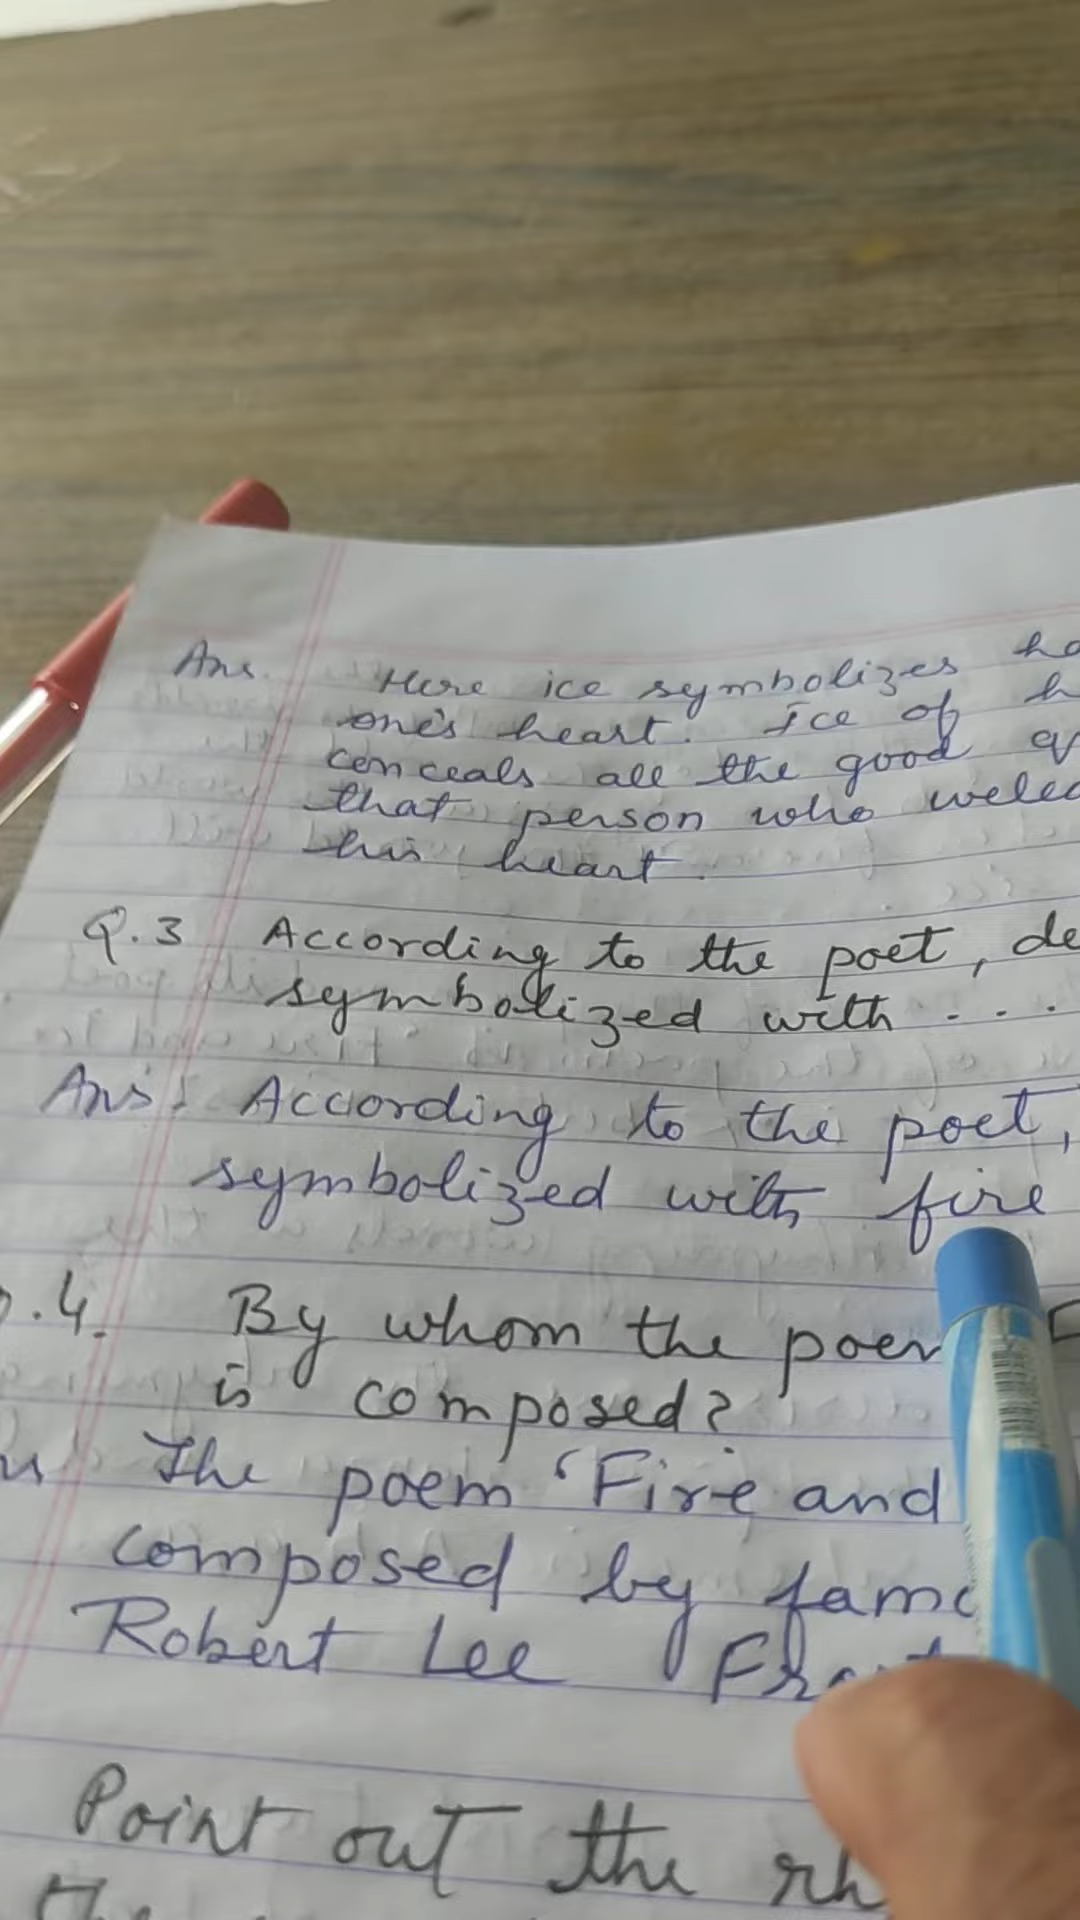 Ans. Here ice symbolizes
one's heart. Ice of
conceals all the good
that person who
his heart.
Q.3 According to the poet,
symbolized with ...
Ans: According to the poet,
symbolized with fire
.4. By whom the
is composed?
The poem 'Fire and
composed by
Robert Lee
Point out the